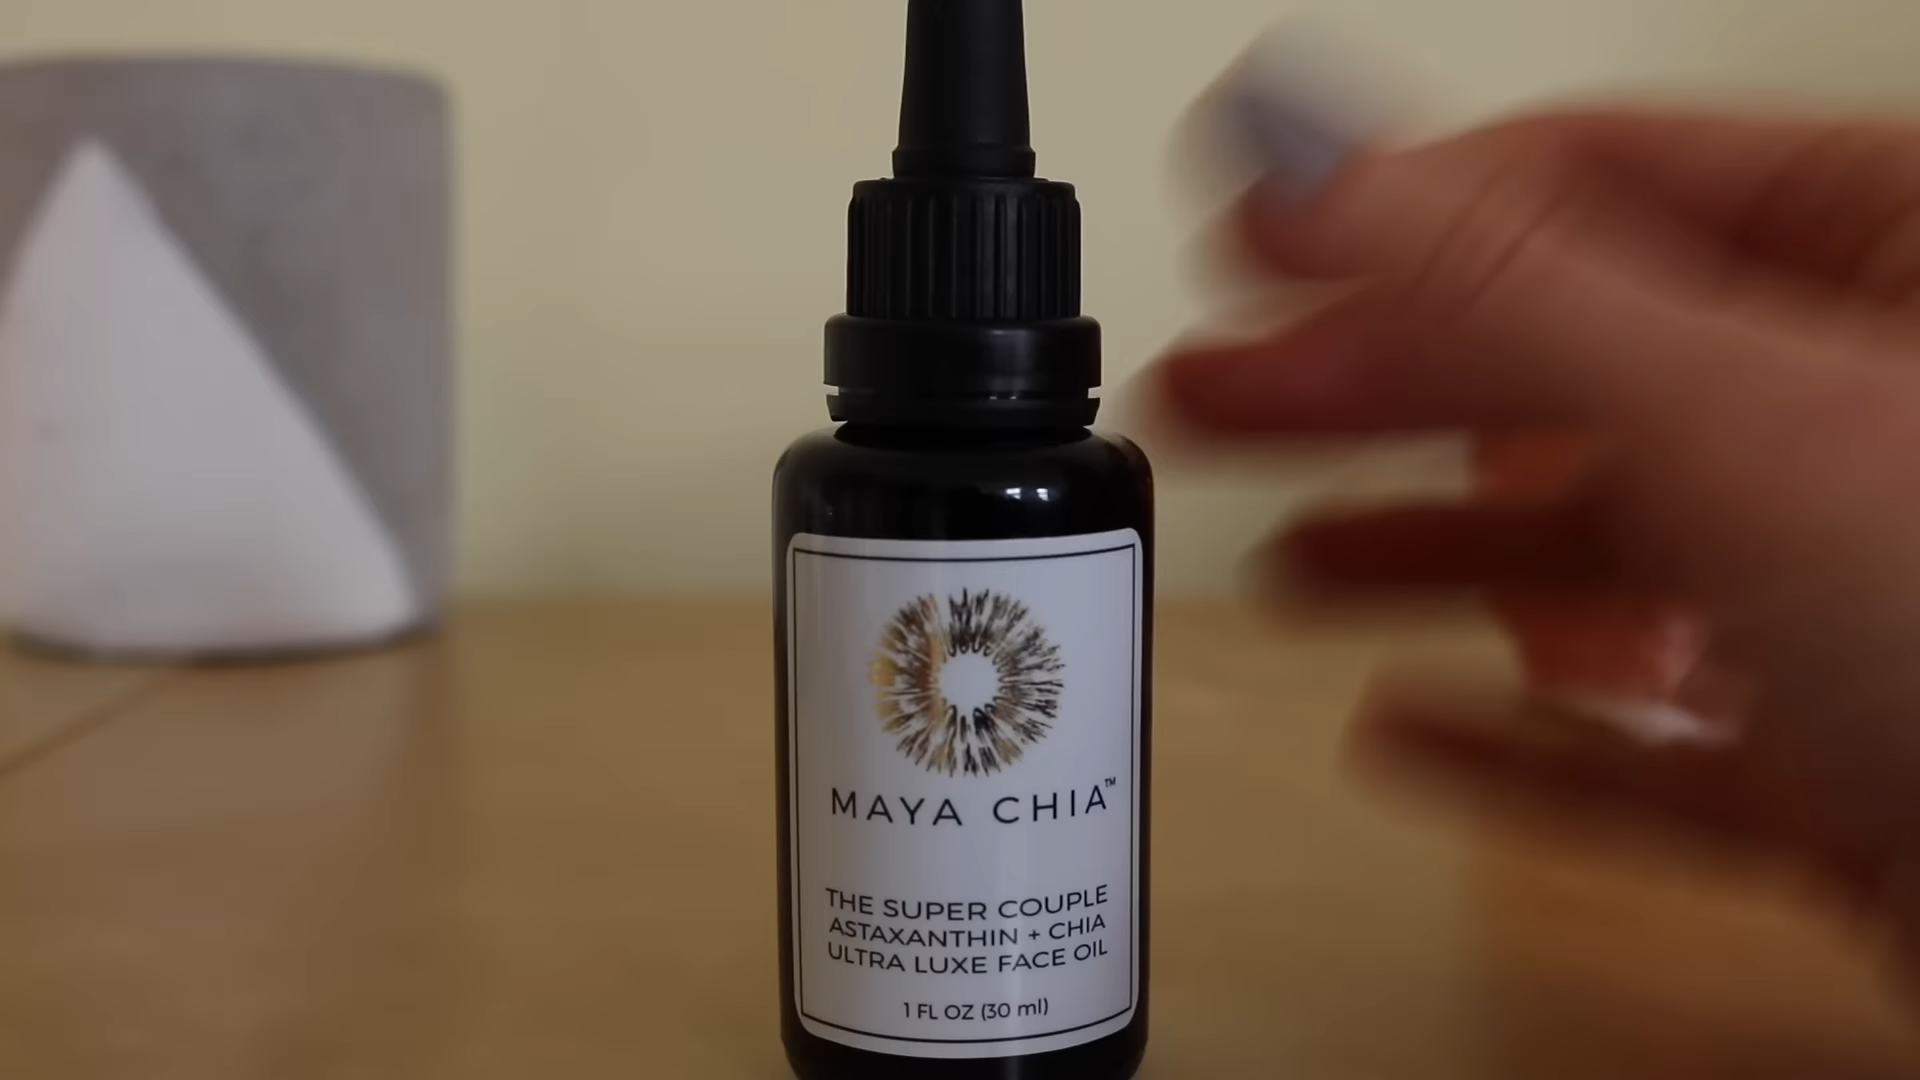 MAYA CHIA™
THE SUPER COUPLE
ASTAXANTHIN + CHIA
ULTRA LUXE FACE OIL
1 FL OZ (30 ml)